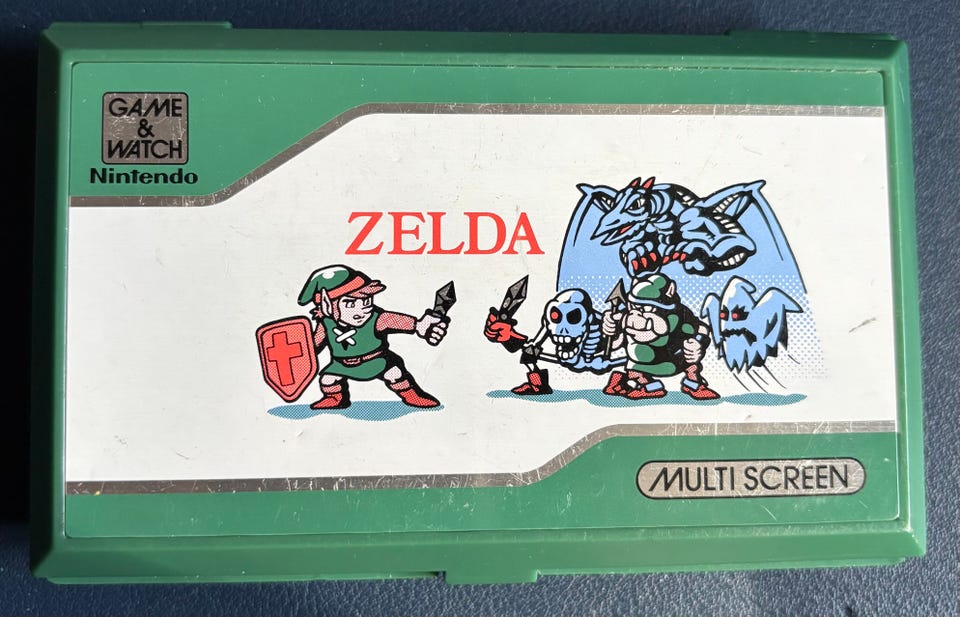 GAME
&
WATCH
Nintendo
ZELDA
MULTI SCREEN